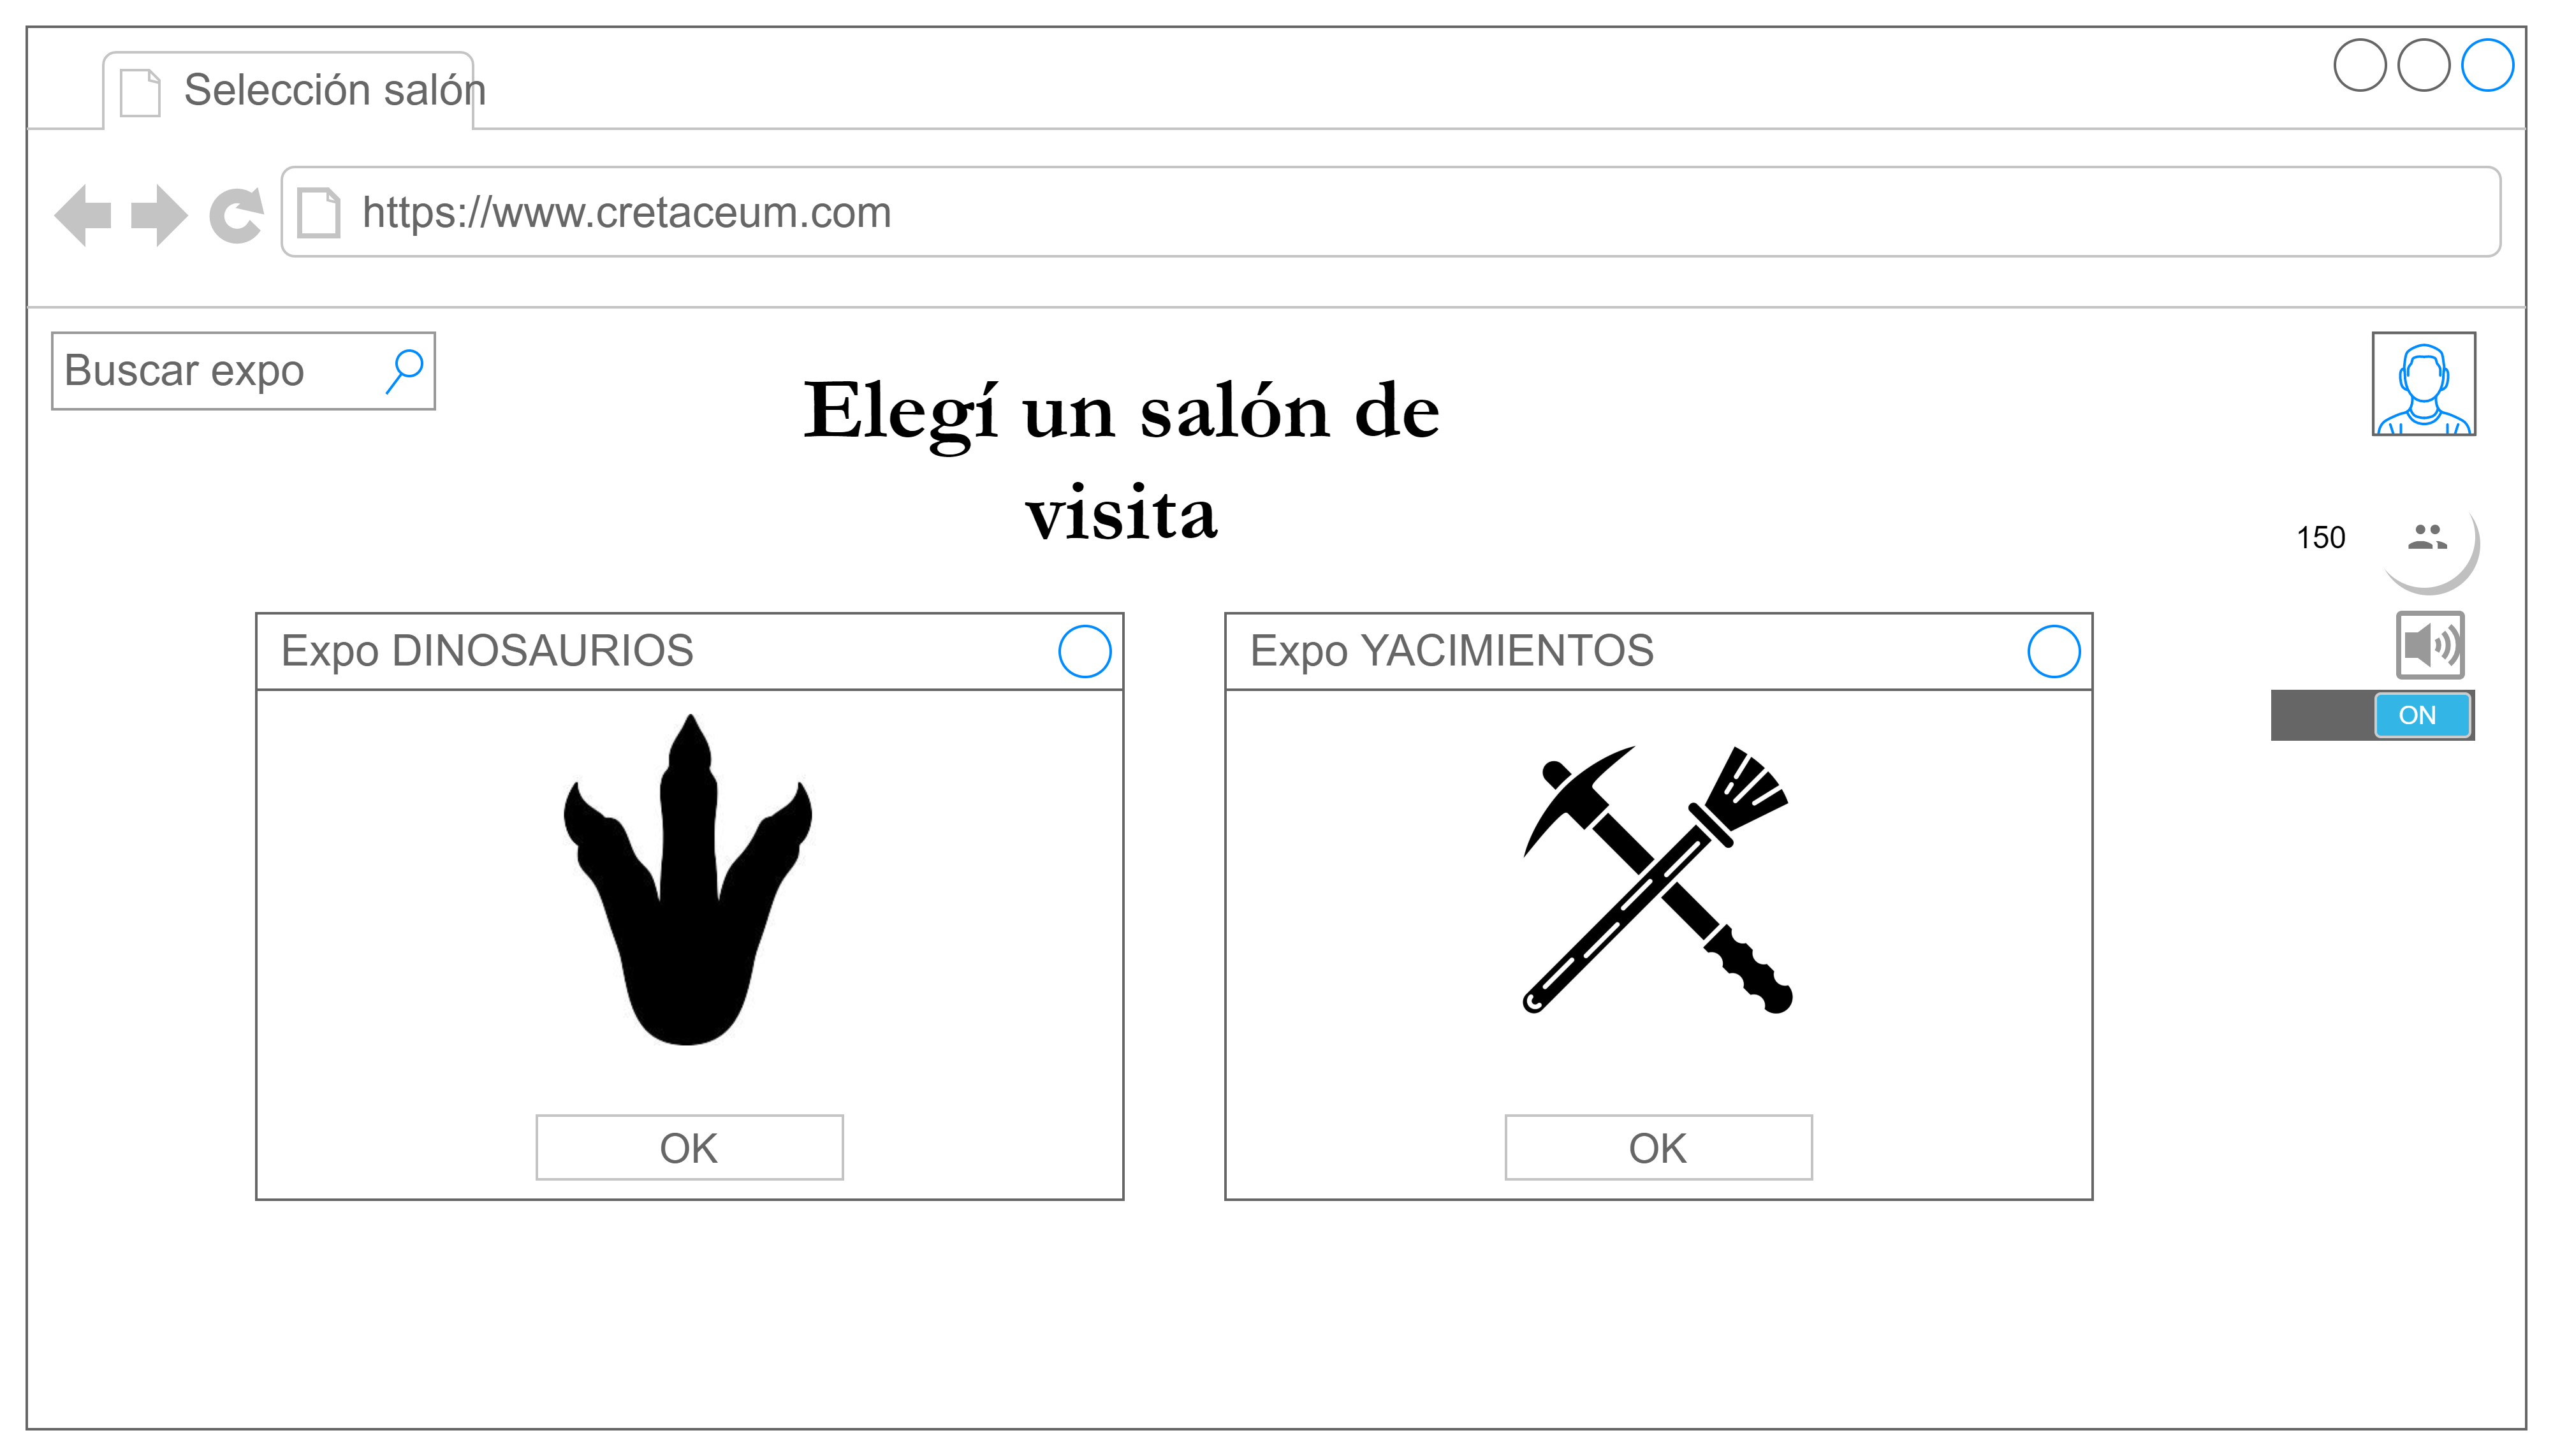 Selección salón
https://www.cretaceum.com
Buscar expo
Elegí un salón de
visita
150
Expo DINOSAURIOS
Expo YACIMIENTOS
ON
OK
OK